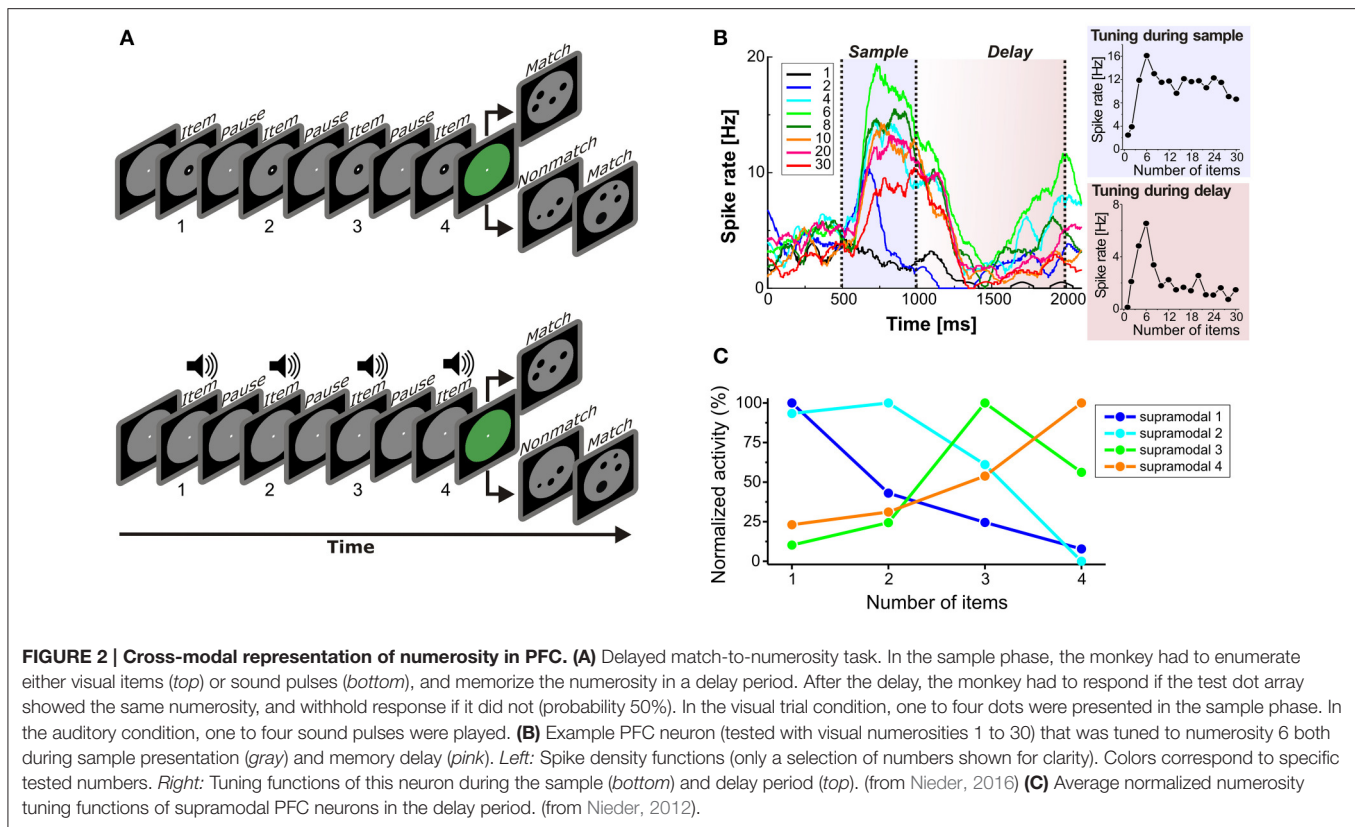 A
Item
Pause
Item
Pause
Item
Pause
Item
Match
Nonmatch
Match
1 2 3 4
Item
Pause
Item
Pause
Item
Pause
Item
Match
Nonmatch
Match
1 2 3 4
Time
B
Sample Delay
20
15
10
5
0
Spike rate [Hz]
1
2
4
6
8
10
20
30
0 500 1000 1500 2000
Time [ms]
Tuning during sample
Spike rate [Hz]
16
12
8
4
0
0 6 12 18 24 30
Number of items
Tuning during delay
Spike rate [Hz]
8
4
0
0 6 12 18 24 30
Number of items
C
Normalized activity (%)
100
75
50
25
0
supramodal 1
supramodal 2
supramodal 3
supramodal 4
1 2 3 4
Number of items
FIGURE 2 | Cross-modal representation of numerosity in PFC. (A) Delayed match-to-numerosity task. In the sample phase, the monkey had to enumerate
either visual items (top) or sound pulses (bottom), and memorize the numerosity in a delay period. After the delay, the monkey had to respond if the test dot array
showed the same numerosity, and withhold response if it did not (probability 50%). In the visual trial condition, one to four dots were presented in the sample phase. In
the auditory condition, one to four sound pulses were played. (B) Example PFC neuron (tested with visual numerosities 1 to 30) that was tuned to numerosity 6 both
during sample presentation (gray) and memory delay (pink). Left: Spike density functions (only a selection of numbers shown for clarity). Colors correspond to specific
tested numbers. Right: Tuning functions of this neuron during the sample (bottom) and delay period (top). (from Nieder, 2016) (C) Average normalized numerosity
tuning functions of supramodal PFC neurons in the delay period. (from Nieder, 2012).